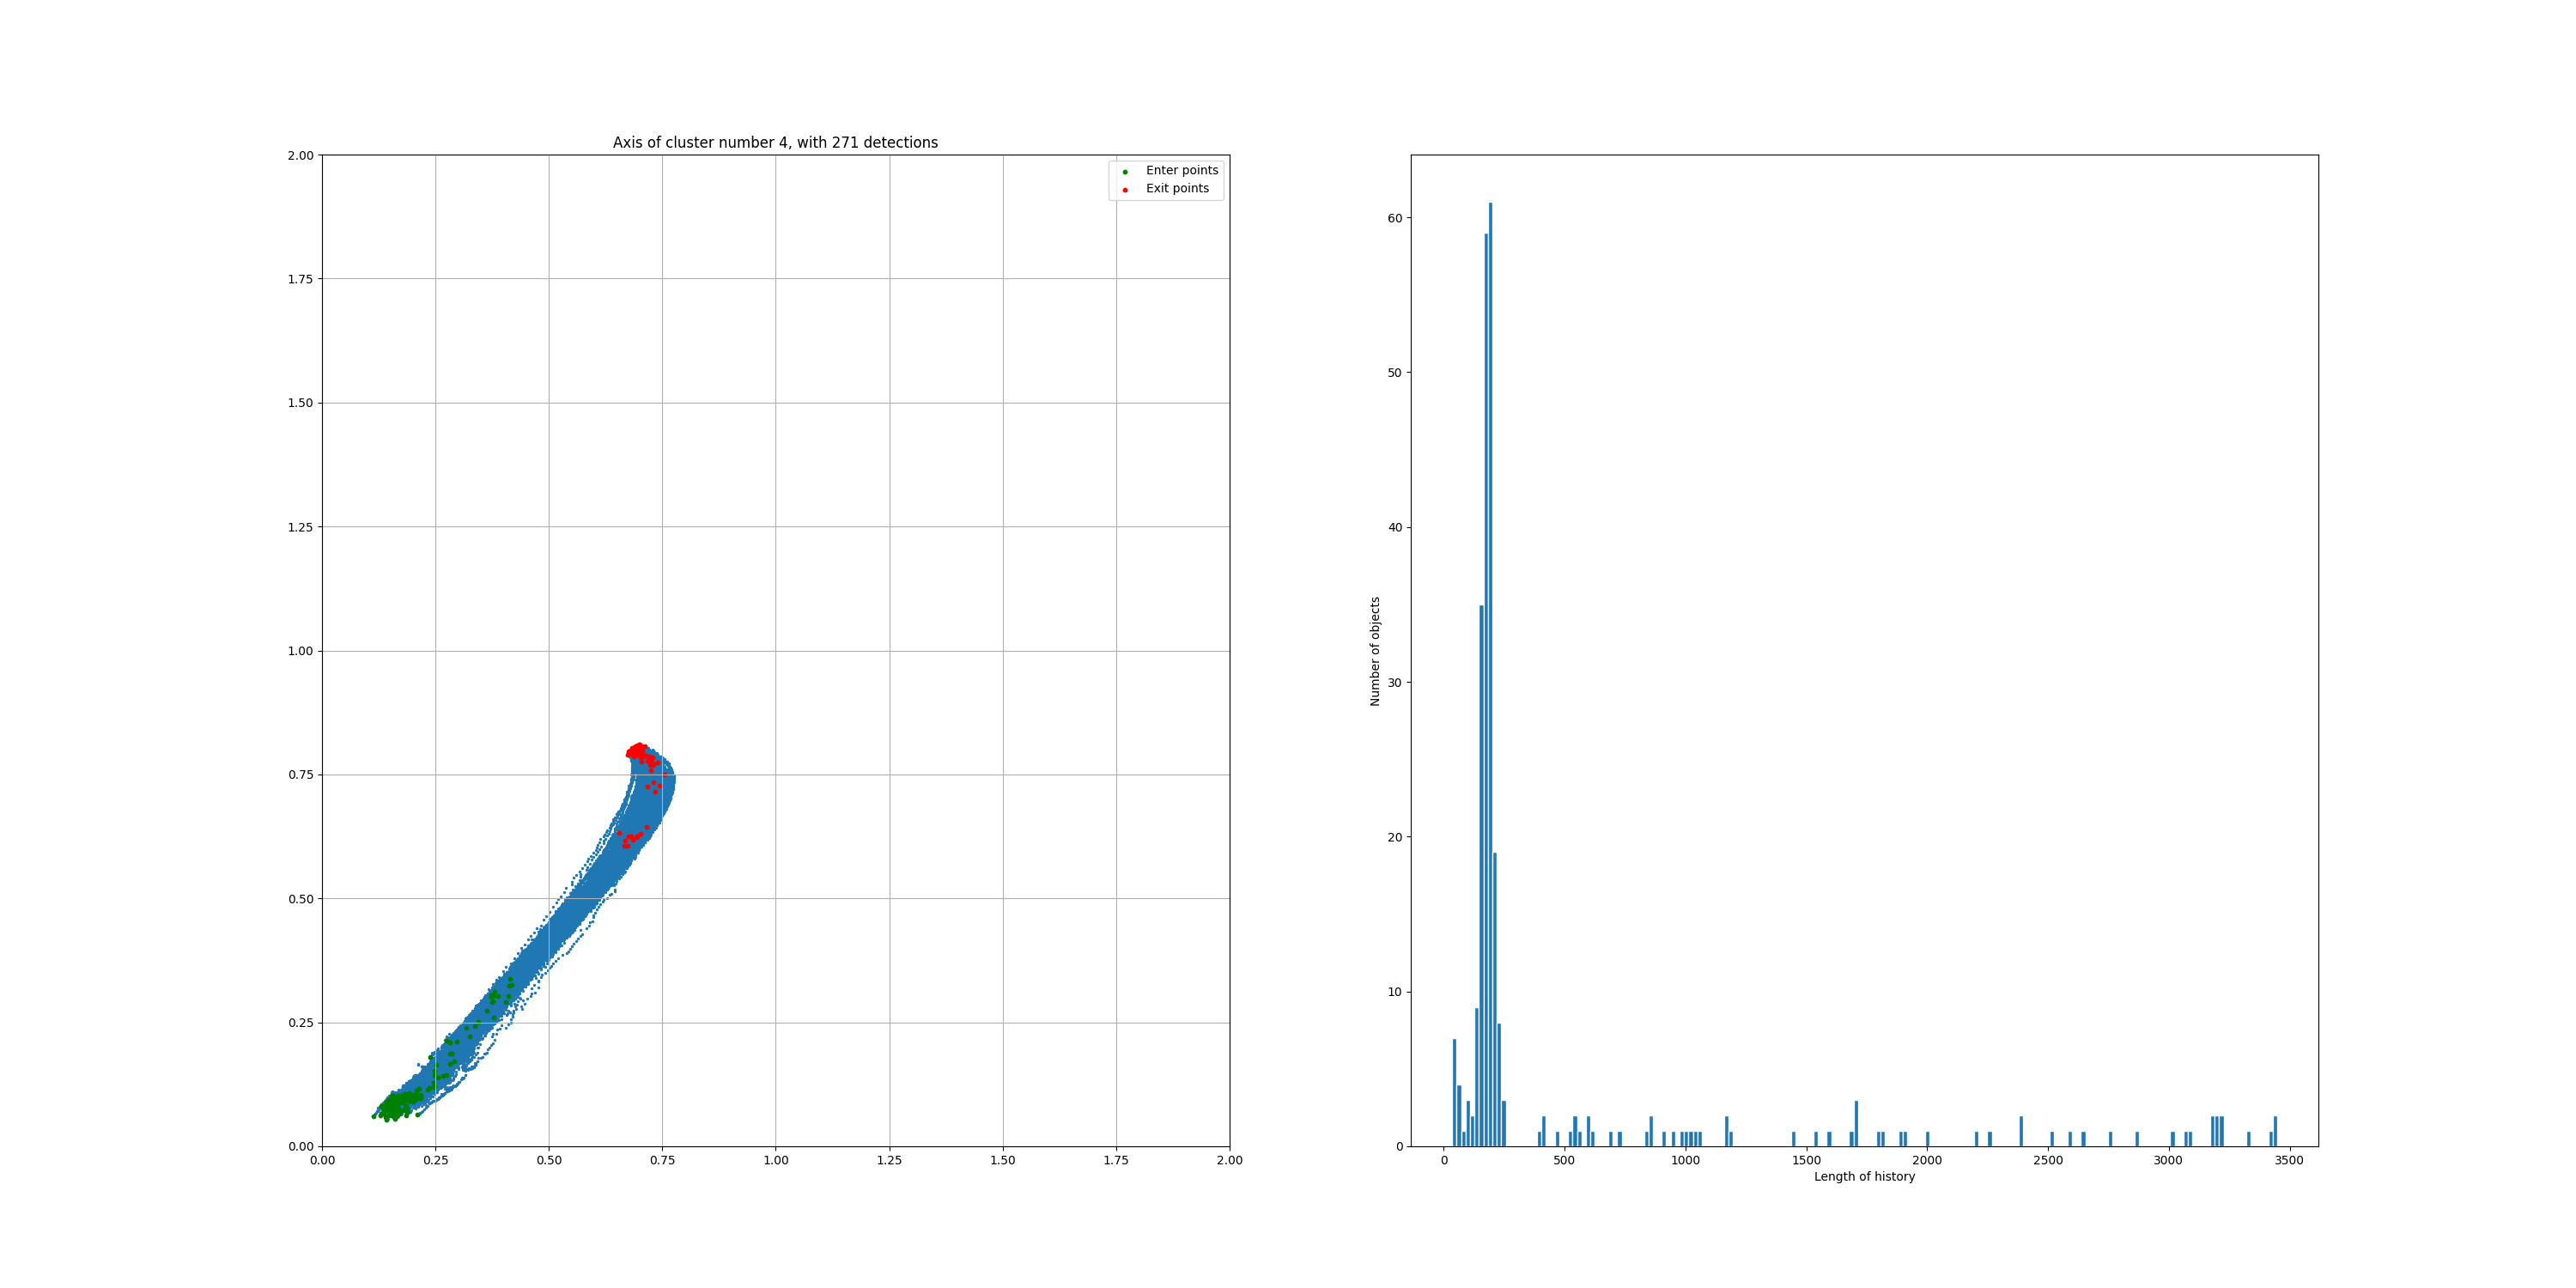 Axis of cluster number 4, with 271 detections
Enter points
Exit points
2.00
1.75
1.50
1.25
1.00
0.75
0.50
0.25
0.00
0.00 0.25 0.50 0.75 1.00 1.25 1.50 1.75 2.00
Number of objects
60
50
40
30
20
10
0
0 500 1000 1500 2000 2500 3000 3500
Length of history